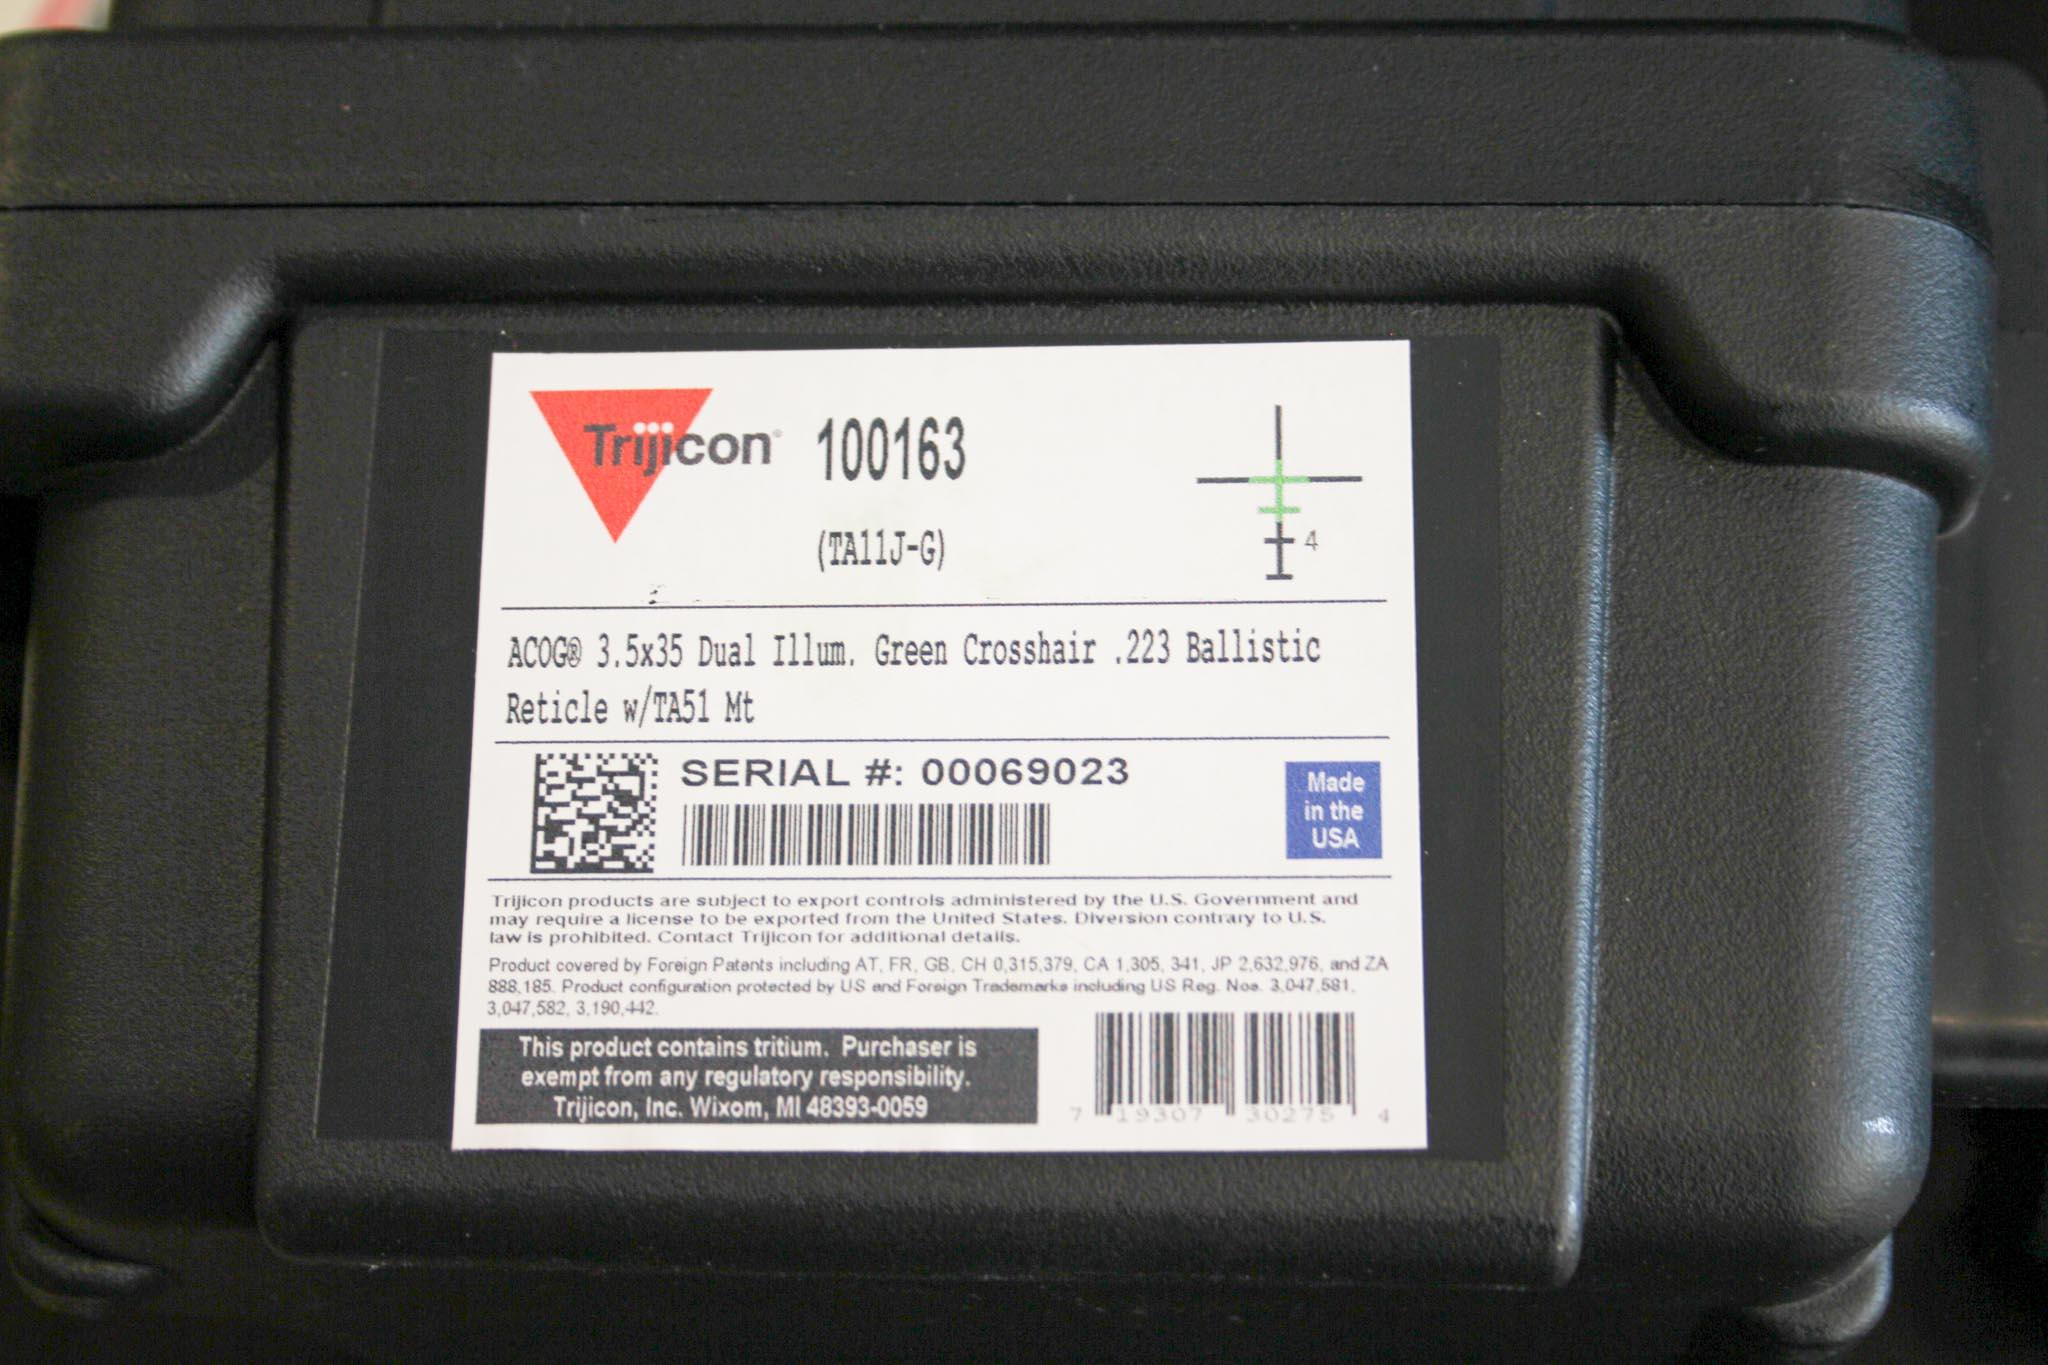 Trijicon® 100163
(TA11J-G)
4
ACOG® 3.5x35 Dual Illum. Green Crosshair .223 Ballistic
Reticle w/TA51 Mt
SERIAL #: 00069023
Made
in the
USA
Trijicon products are subject to export controls administered by the U.S. Government and
may require a license to be exported from the United States. Diversion contrary to U.S.
law is prohibited. Contact Trijicon for additional details.
Product covered by Foreign Patents including AT, FR, GB, CH 0,315,379, CA 1,305, 341, JP 2,632,976, and ZA
888,185. Product configuration protected by US and Foreign Trademarks including US Reg. Nos. 3,047,581,
3,047,582, 3,190,442.
This product contains tritium. Purchaser is
exempt from any regulatory responsibility.
Trijicon, Inc. Wixom, MI 48393-0059
7 19307 30275 4